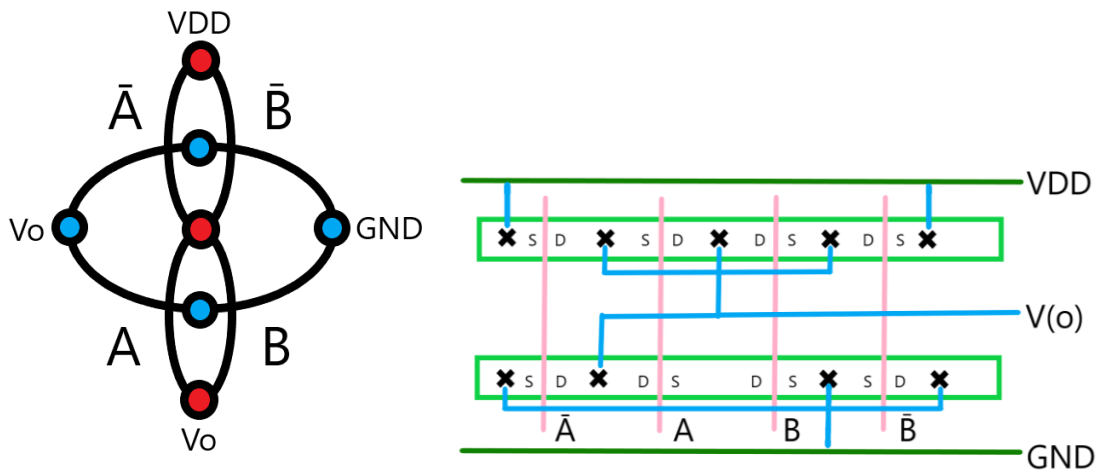 VDD
Ā B̄
Vo GND
A B
Vo
VDD
S D S D D S D S
V(o)
S D D S D S S D
Ā A B B̄
GND